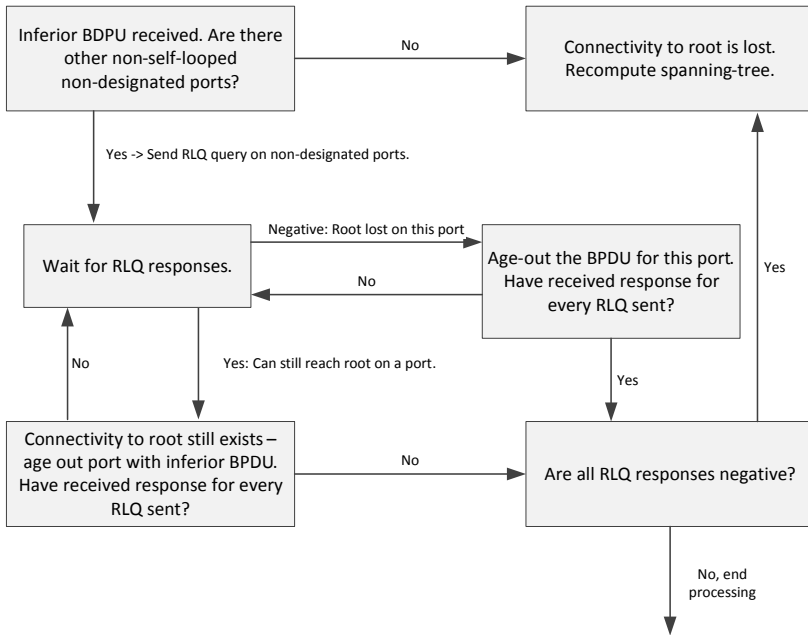 Inferior BDPU received. Are there
other non-self-looped
non-designated ports?
No
Connectivity to root is lost.
Recompute spanning-tree.
Yes -> Send RLQ query on non-designated ports.
Wait for RLQ responses.
Negative: Root lost on this port
Age-out the BPDU for this port.
Have received response for
every RLQ sent?
No
Yes
No
Yes: Can still reach root on a port.
Yes
Connectivity to root still exists –
age out port with inferior BPDU.
Have received response for every
RLQ sent?
No
Are all RLQ responses negative?
No, end
processing